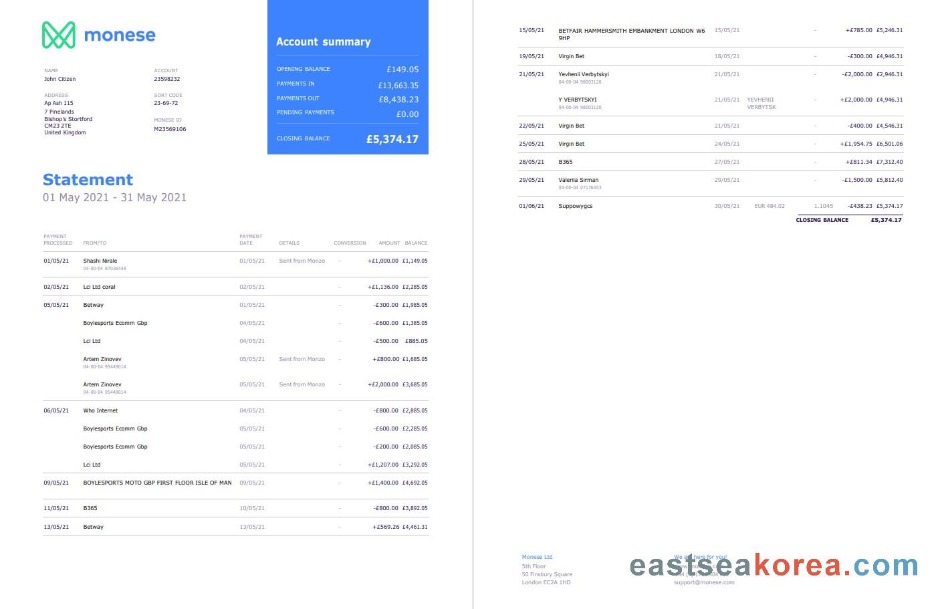 monese
Account summary
OPENING BALANCE £149.05
PAYMENTS IN £13,663.35
PAYMENTS OUT £8,438.23
PENDING PAYMENTS £0.00
CLOSING BALANCE £5,374.17
NAME ACCOUNT
John Citizen 23598232
ADDRESS SORT CODE
Ap Ash 115 23-69-72
7 Pinelands
Bishop's Stortford MONESE ID
CM23 2TE M23569106
United Kingdom
Statement
01 May 2021 - 31 May 2021
PAYMENT PROCESSED FROM/TO PAYMENT DATE DETAILS CONVERSION AMOUNT BALANCE
01/05/21 Shashi Nirale 01/05/21 Sent from Monzo - +£1,000.00 £1,149.05
02/05/21 Lci Ltd coral 02/05/21 - +£1,136.00 £2,285.05
05/05/21 Betway 01/05/21 - -£300.00 £1,985.05
Boylesports Ecomm Gbp 04/05/21 - -£600.00 £1,385.05
Lci Ltd 04/05/21 - -£500.00 £885.05
Artem Zinovev 05/05/21 Sent from Monzo - +£800.00 £1,685.05
Artem Zinovev 05/05/21 Sent from Monzo - +£2,000.00 £3,685.05
06/05/21 Who Internet 04/05/21 - -£800.00 £2,885.05
Boylesports Ecomm Gbp 05/05/21 - -£600.00 £2,285.05
Boylesports Ecomm Gbp 05/05/21 - -£200.00 £2,085.05
Lci Ltd 05/05/21 - +£1,207.00 £3,292.05
09/05/21 BOYLESPORTS MOTO GBP FIRST FLOOR ISLE OF MAN 09/05/21 - +£1,400.00 £4,692.05
11/05/21 B365 10/05/21 - -£800.00 £3,892.05
13/05/21 Betway 13/05/21 - +£569.26 £4,461.31
15/05/21 BETFAIR HAMMERSMITH EMBANKMENT LONDON W6 15/05/21 - +£785.00 £5,246.31
9HP
19/05/21 Virgin Bet 18/05/21 - -£300.00 £4,946.31
21/05/21 Yevhenii Verbytskyi 21/05/21 - -£2,000.00 £2,946.31
Y VERBYTSKYI 21/05/21 YEVHENII - +£2,000.00 £4,946.31
VERBYTSK
22/05/21 Virgin Bet 21/05/21 - -£400.00 £4,546.31
25/05/21 Virgin Bet 24/05/21 - +£1,954.75 £6,501.06
28/05/21 B365 27/05/21 - +£811.34 £7,312.40
29/05/21 Valeriia Sirman 29/05/21 - -£1,500.00 £5,812.40
01/06/21 Suppowygcs 30/05/21 EUR 484.02 1.1045 -£438.23 £5,374.17
CLOSING BALANCE £5,374.17
Monese Ltd
5th Floor
50 Finsbury Square
London EC2A 1HD
support@monese.com
eastseakorea.com